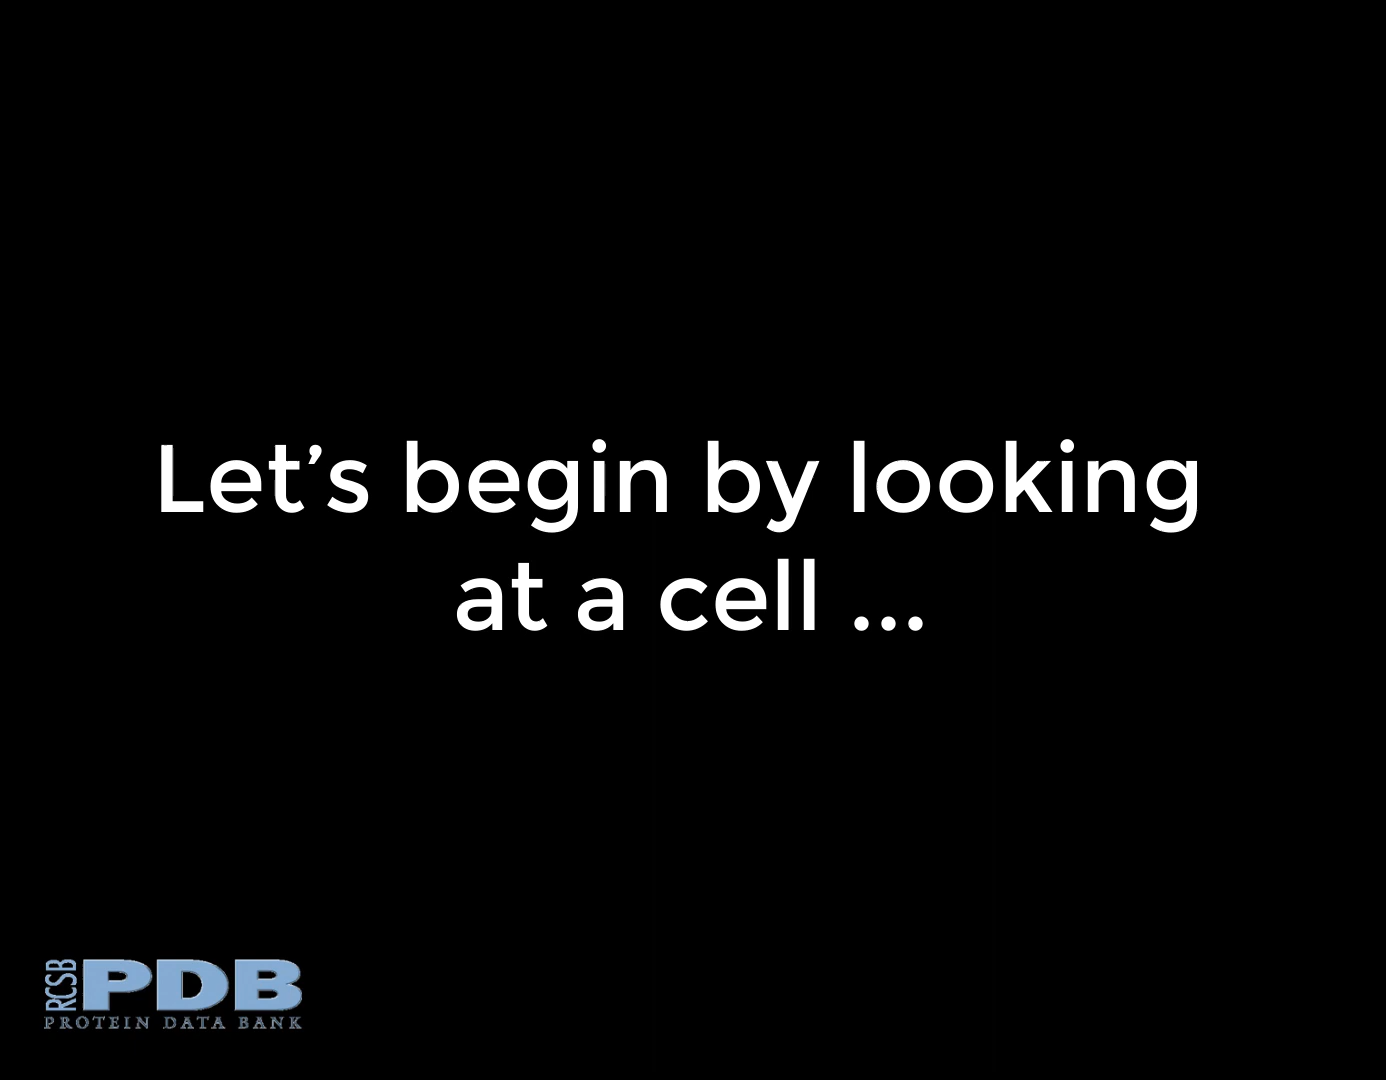 Let’s begin by looking
at a cell ...
RCSB PDB
PROTEIN DATA BANK